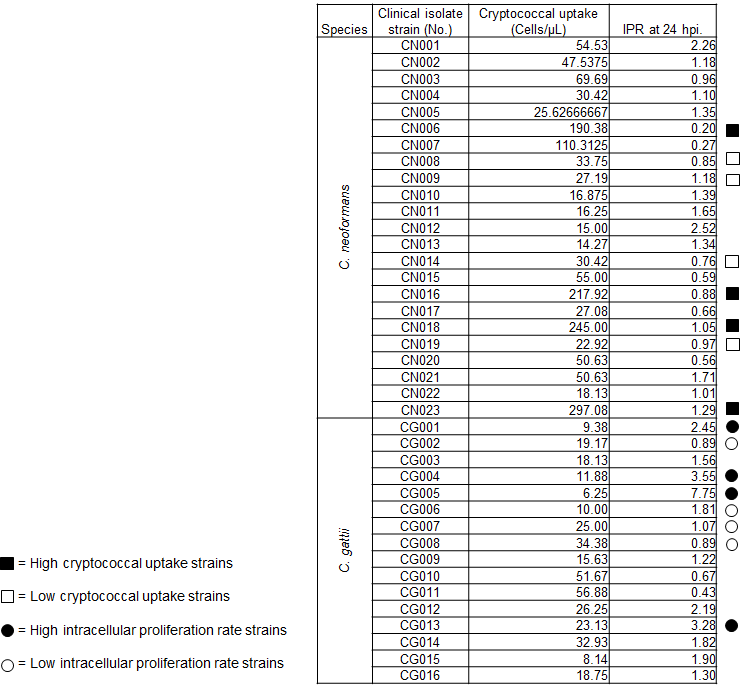 Species Clinical isolate strain (No.) Cryptococcal uptake (Cells/µL) IPR at 24 hpi.
C. neoformans
CN001 54.53 2.26
CN002 47.5375 1.18
CN003 69.69 0.96
CN004 30.42 1.10
CN005 25.62666667 1.35
CN006 190.38 0.20
CN007 110.3125 0.27
CN008 33.75 0.85
CN009 27.19 1.18
CN010 16.875 1.39
CN011 16.25 1.65
CN012 15.00 2.52
CN013 14.27 1.34
CN014 30.42 0.76
CN015 55.00 0.59
CN016 217.92 0.88
CN017 27.08 0.66
CN018 245.00 1.05
CN019 22.92 0.97
CN020 50.63 0.56
CN021 50.63 1.71
CN022 18.13 1.01
CN023 297.08 1.29
C. gattii
CG001 9.38 2.45
CG002 19.17 0.89
CG003 18.13 1.56
CG004 11.88 3.55
CG005 6.25 7.75
CG006 10.00 1.81
CG007 25.00 1.07
CG008 34.38 0.89
CG009 15.63 1.22
CG010 51.67 0.67
CG011 56.88 0.43
CG012 26.25 2.19
CG013 23.13 3.28
CG014 32.93 1.82
CG015 8.14 1.90
CG016 18.75 1.30
= High cryptococcal uptake strains
= Low cryptococcal uptake strains
= High intracellular proliferation rate strains
= Low intracellular proliferation rate strains